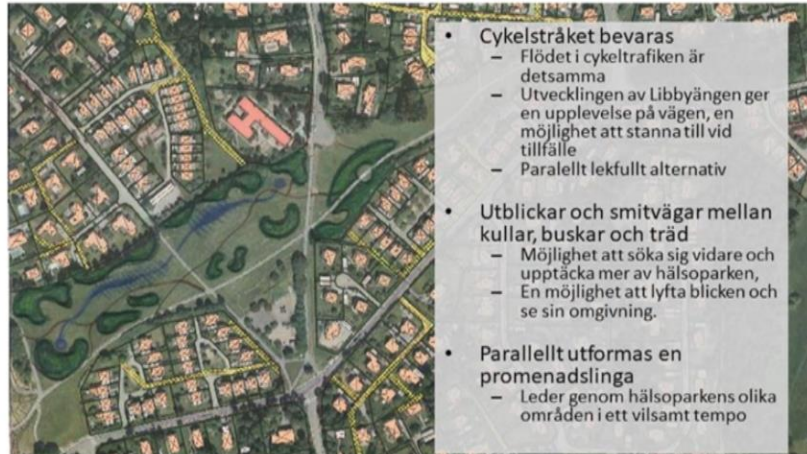 • Cykelstråket bevaras
– Flödet i cykeltrafiken är
detsamma
– Utvecklingen av Libbyängen ger
en upplevelse på vägen, en
möjlighet att stanna till vid
tillfälle
– Paralellt lekfullt alternativ
• Utblickar och smitvägar mellan
kullar, buskar och träd
– Möjlighet att söka sig vidare och
upptäcka mer av hälsoparken,
– En möjlighet att lyfta blicken och
se sin omgivning.
• Parallellt utformas en
promenadslinga
– Leder genom hälsoparkens olika
områden i ett vilsamt tempo